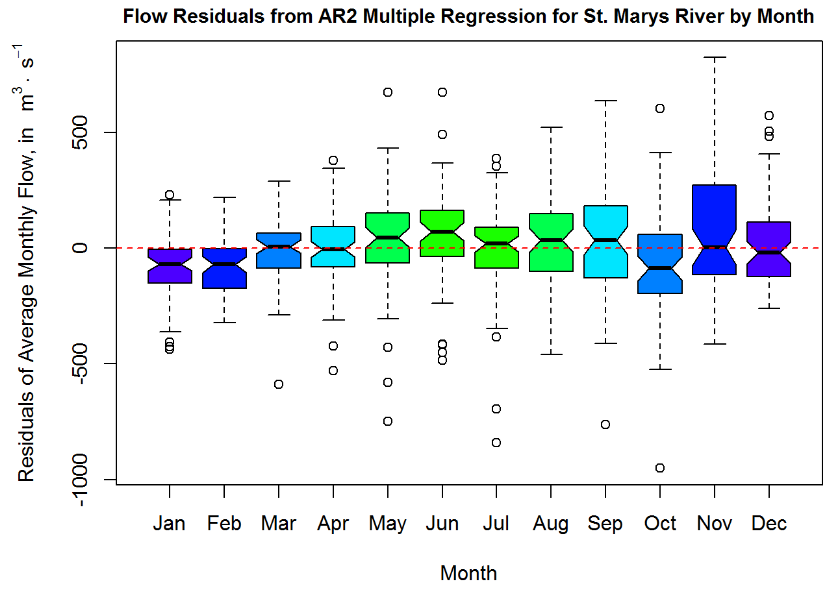 Flow Residuals from AR2 Multiple Regression for St. Marys River by Month
Residuals of Average Monthly Flow, in m³ · s⁻¹
500
0
-500
-1000
Jan Feb Mar Apr May Jun Jul Aug Sep Oct Nov Dec
Month